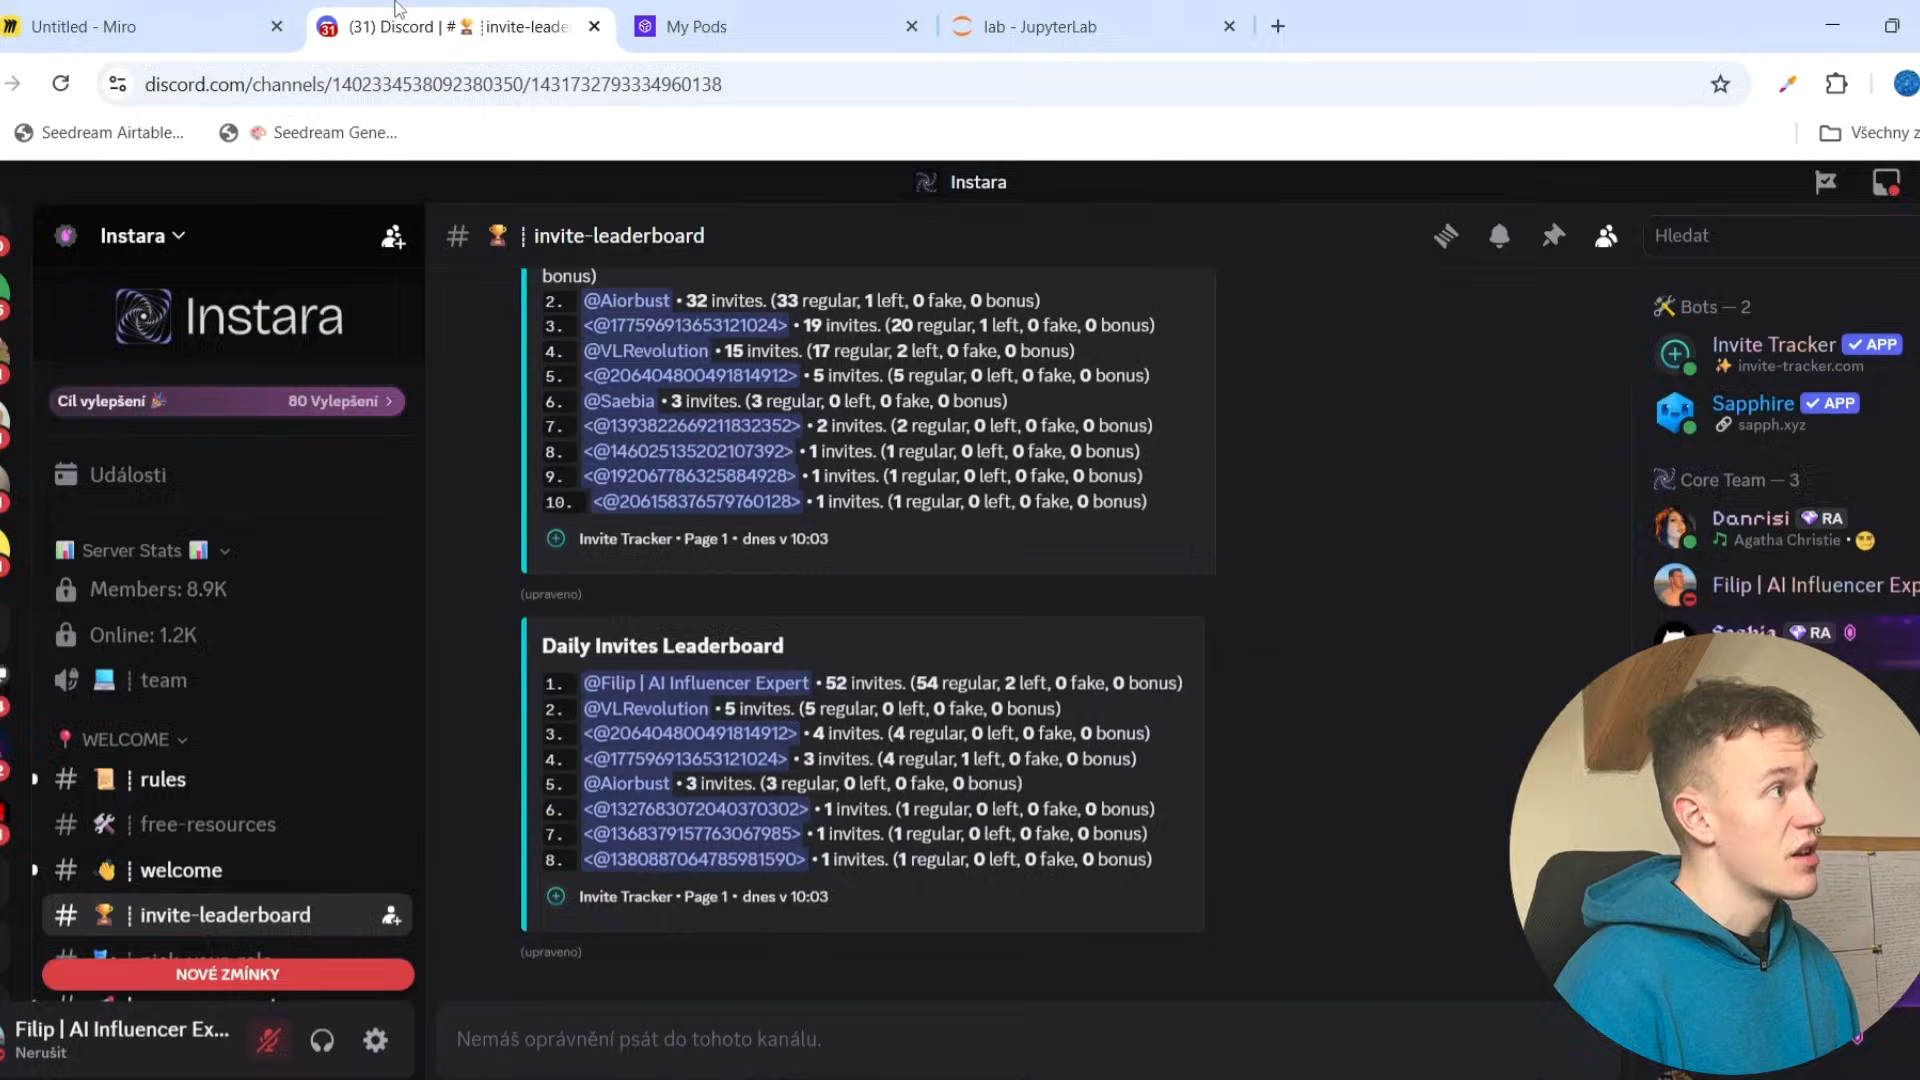 Untitled - Miro
(31) Discord | # 🏆 ┆invite-leade
My Pods
lab - JupyterLab
31
discord.com/channels/1402334538092380350/1431732793334960138
Seedream Airtable...
Seedream Gene...
Všechny z
Instara
Instara
# 🏆 ┆ invite-leaderboard
Hledat
Instara
Cíl vylepšení 🎉
80 Vylepšení >
Události
📊 Server Stats 📊
Members: 8.9K
Online: 1.2K
💻 ┆ team
📍 WELCOME
# 📜 ┆ rules
# 🛠 ┆ free-resources
# 👋 ┆ welcome
# 🏆 ┆ invite-leaderboard
NOVÉ ZMÍNKY
Filip | AI Influencer Ex...
Nerušit
bonus)
2. @Aiorbust • 32 invites. (33 regular, 1 left, 0 fake, 0 bonus)
3. <@177596913653121024> • 19 invites. (20 regular, 1 left, 0 fake, 0 bonus)
4. @VLRevolution • 15 invites. (17 regular, 2 left, 0 fake, 0 bonus)
5. <@206404800491814912> • 5 invites. (5 regular, 0 left, 0 fake, 0 bonus)
6. @Saebia • 3 invites. (3 regular, 0 left, 0 fake, 0 bonus)
7. <@1393822669211832352> • 2 invites. (2 regular, 0 left, 0 fake, 0 bonus)
8. <@146025135202107392> • 1 invites. (1 regular, 0 left, 0 fake, 0 bonus)
9. <@192067786325884928> • 1 invites. (1 regular, 0 left, 0 fake, 0 bonus)
10. <@206158376579760128> • 1 invites. (1 regular, 0 left, 0 fake, 0 bonus)
Invite Tracker • Page 1 • dnes v 10:03
(upraveno)
Daily Invites Leaderboard
1. @Filip | AI Influencer Expert • 52 invites. (54 regular, 2 left, 0 fake, 0 bonus)
2. @VLRevolution • 5 invites. (5 regular, 0 left, 0 fake, 0 bonus)
3. <@206404800491814912> • 4 invites. (4 regular, 0 left, 0 fake, 0 bonus)
4. <@177596913653121024> • 3 invites. (4 regular, 1 left, 0 fake, 0 bonus)
5. @Aiorbust • 3 invites. (3 regular, 0 left, 0 fake, 0 bonus)
6. <@1327683072040370302> • 1 invites. (1 regular, 0 left, 0 fake, 0 bonus)
7. <@1368379157763067985> • 1 invites. (1 regular, 0 left, 0 fake, 0 bonus)
8. <@1380887064785981590> • 1 invites. (1 regular, 0 left, 0 fake, 0 bonus)
Invite Tracker • Page 1 • dnes v 10:03
(upraveno)
Nemáš oprávnění psát do tohoto kanálu.
🛠 Bots — 2
Invite Tracker ✓ APP
✨ invite-tracker.com
Sapphire ✓ APP
🔗 sapph.xyz
Core Team — 3
Danrisi 💎 RA
Agatha Christie • 😏
Filip | AI Influencer Exp
💎 RA